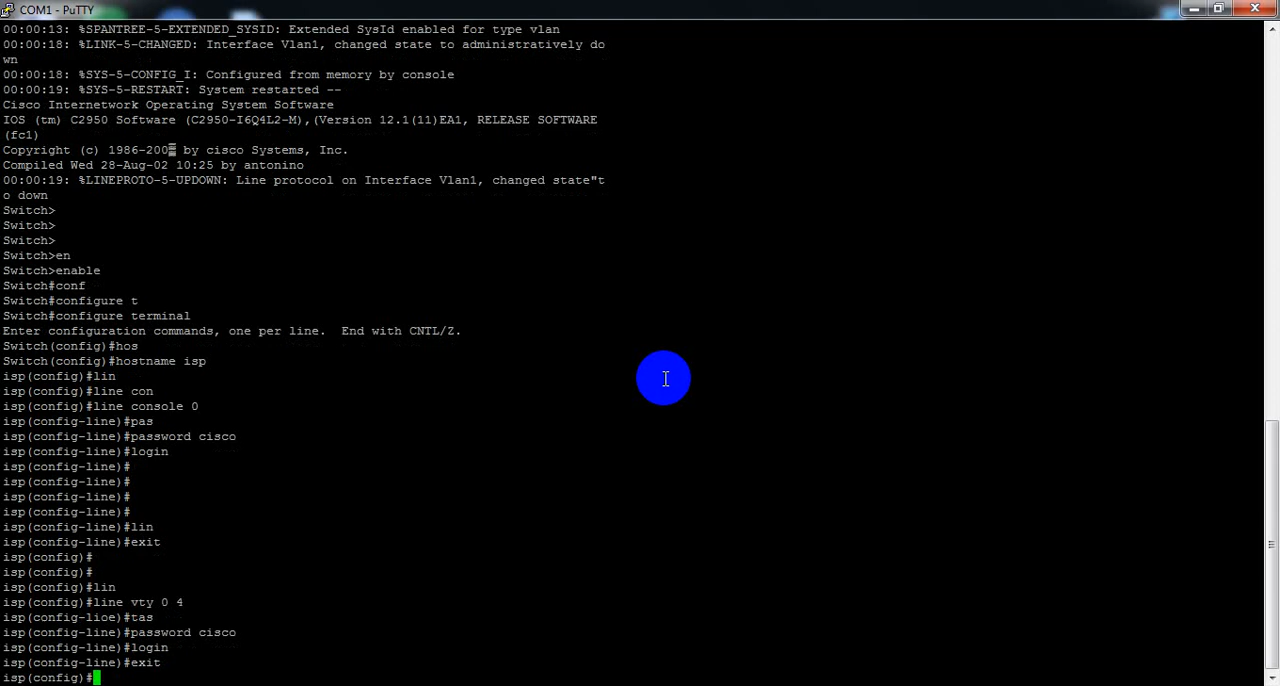 COM1 - PuTTY
00:00:13: %SPANTREE-5-EXTENDED_SYSID: Extended SysId enabled for type vlan
00:00:18: %LINK-5-CHANGED: Interface Vlan1, changed state to administratively do
wn
00:00:18: %SYS-5-CONFIG_I: Configured from memory by console
00:00:19: %SYS-5-RESTART: System restarted --
Cisco Internetwork Operating System Software
IOS (tm) C2950 Software (C2950-I6Q4L2-M),(Version 12.1(11)EA1, RELEASE SOFTWARE
(fc1)
Copyright (c) 1986-200 by cisco Systems, Inc.
Compiled Wed 28-Aug-02 10:25 by antonino
00:00:19: %LINEPROTO-5-UPDOWN: Line protocol on Interface Vlan1, changed state"t
o down
Switch>
Switch>
Switch>
Switch>en
Switch>enable
Switch#conf
Switch#configure t
Switch#configure terminal
Enter configuration commands, one per line.  End with CNTL/Z.
Switch(config)#hos
Switch(config)#hostname isp
isp(config)#lin
isp(config)#line con
isp(config)#line console 0
isp(config-line)#pas
isp(config-line)#password cisco
isp(config-line)#login
isp(config-line)#
isp(config-line)#
isp(config-line)#
isp(config-line)#
isp(config-line)#lin
isp(config-line)#exit
isp(config)#
isp(config)#
isp(config)#lin
isp(config)#line vty 0 4
isp(config-lioe)#tas
isp(config-line)#password cisco
isp(config-line)#login
isp(config-line)#exit
isp(config)#